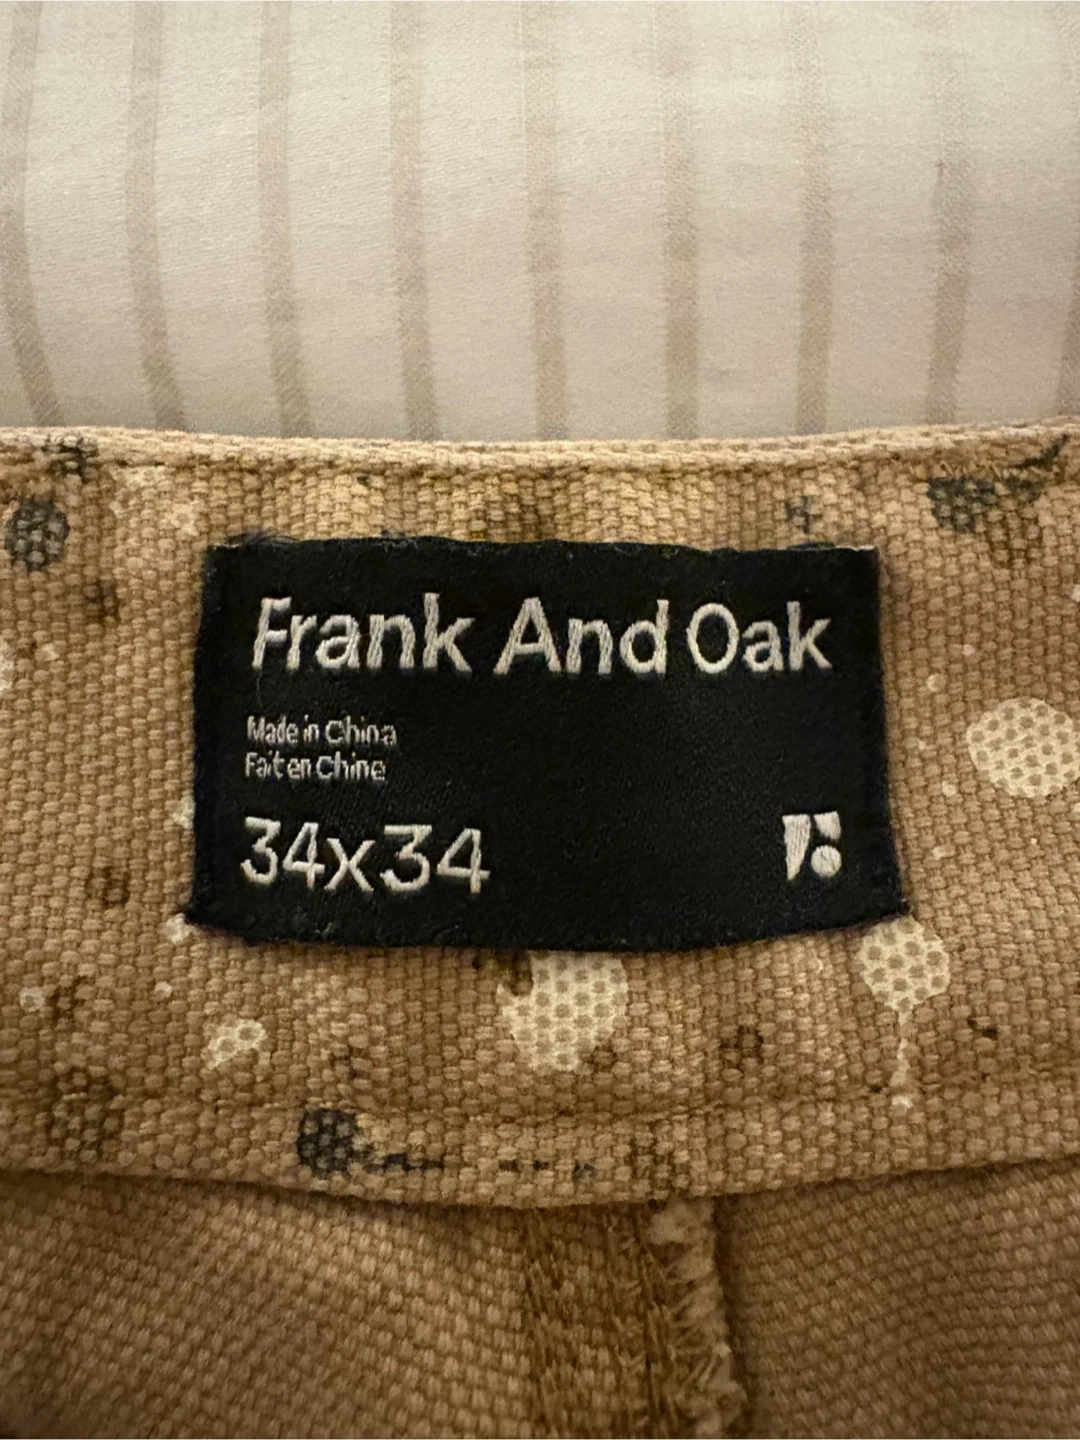 Frank And Oak
Made in China
Fait en Chine
34x34